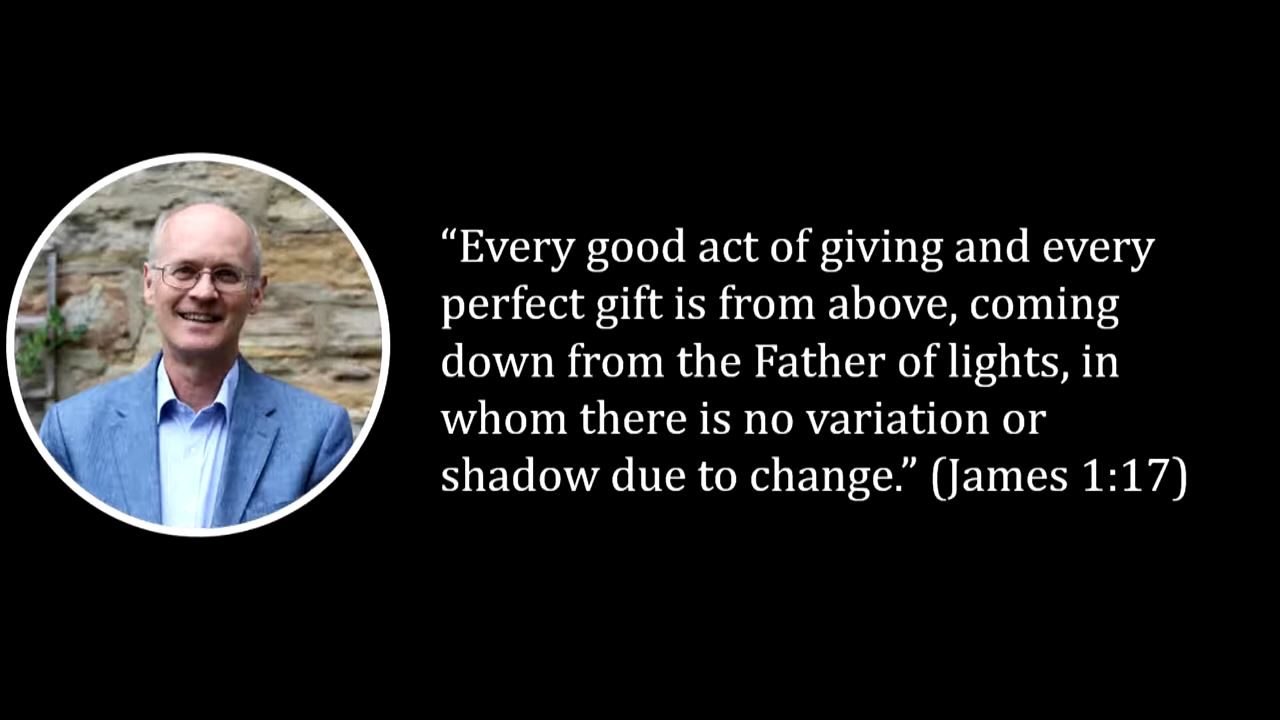 “Every good act of giving and every
perfect gift is from above, coming
down from the Father of lights, in
whom there is no variation or
shadow due to change.” (James 1:17)